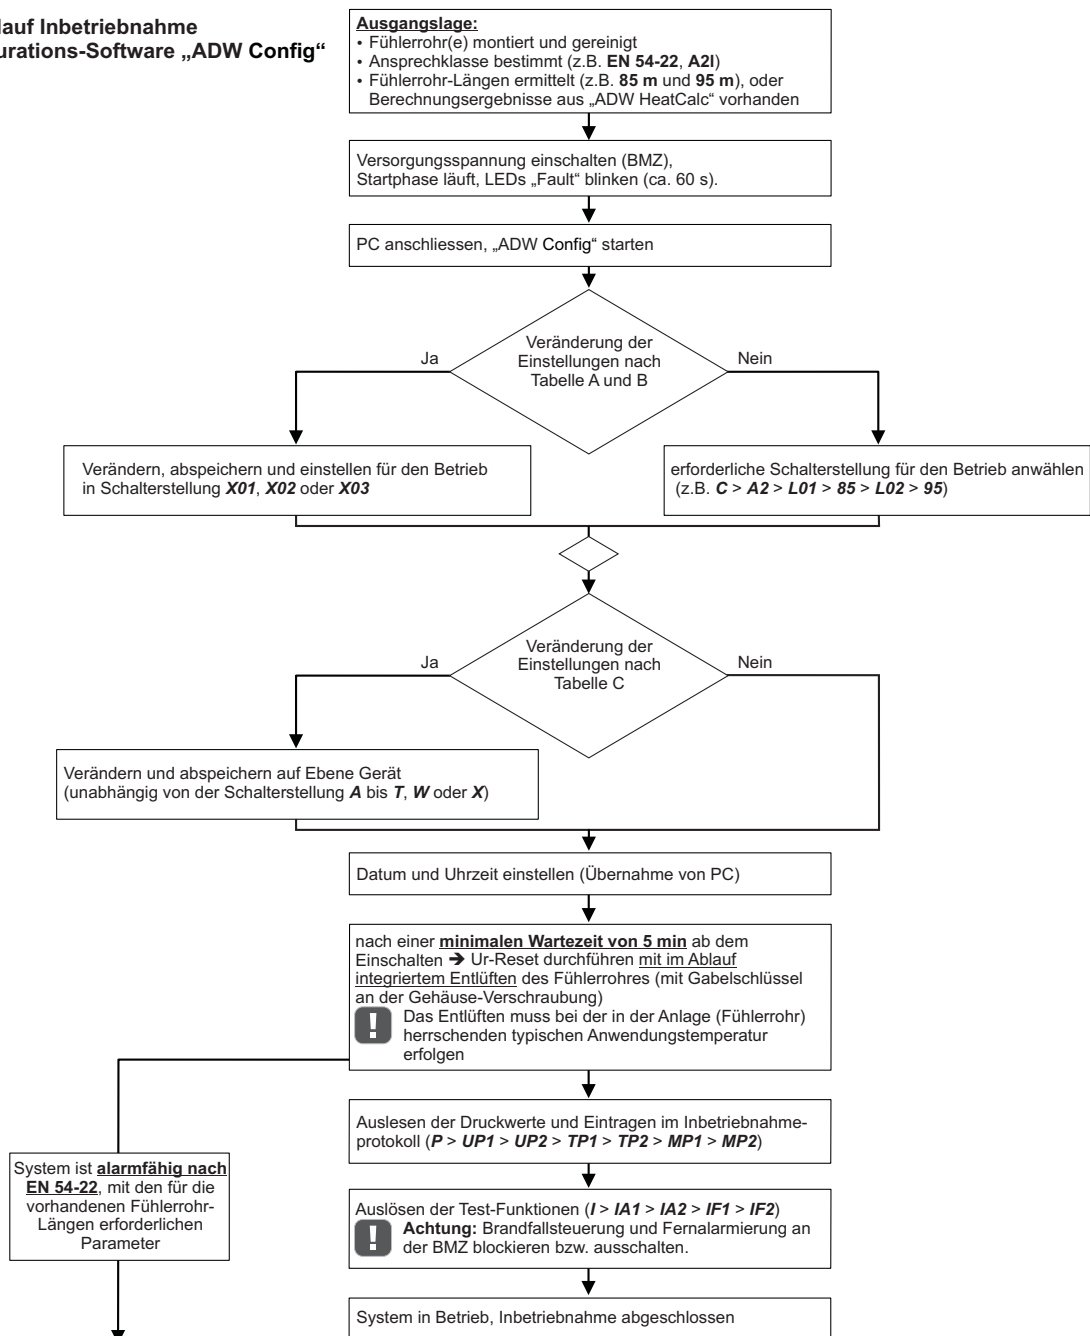 lauf Inbetriebnahme
urations-Software „ADW Config“
Ausgangslage:
• Fühlerrohr(e) montiert und gereinigt
• Ansprechklasse bestimmt (z.B. EN 54-22, A2I)
• Fühlerrohr-Längen ermittelt (z.B. 85 m und 95 m), oder
Berechnungsergebnisse aus „ADW HeatCalc“ vorhanden
Versorgungsspannung einschalten (BMZ),
Startphase läuft, LEDs „Fault“ blinken (ca. 60 s).
PC anschliessen, „ADW Config“ starten
Veränderung der
Einstellungen nach
Tabelle A und B
Ja
Nein
Verändern, abspeichern und einstellen für den Betrieb
in Schalterstellung X01, X02 oder X03
erforderliche Schalterstellung für den Betrieb anwählen
(z.B. C > A2 > L01 > 85 > L02 > 95)
Veränderung der
Einstellungen nach
Tabelle C
Ja
Nein
Verändern und abspeichern auf Ebene Gerät
(unabhängig von der Schalterstellung A bis T, W oder X)
Datum und Uhrzeit einstellen (Übernahme von PC)
nach einer minimalen Wartezeit von 5 min ab dem
Einschalten ➔ Ur-Reset durchführen mit im Ablauf
integriertem Entlüften des Fühlerrohres (mit Gabelschlüssel
an der Gehäuse-Verschraubung)
! Das Entlüften muss bei der in der Anlage (Fühlerrohr)
herrschenden typischen Anwendungstemperatur
erfolgen
Auslesen der Druckwerte und Eintragen im Inbetriebnahme-
protokoll (P > UP1 > UP2 > TP1 > TP2 > MP1 > MP2)
System ist alarmfähig nach
EN 54-22, mit den für die
vorhandenen Fühlerrohr-
Längen erforderlichen
Parameter
Auslösen der Test-Funktionen (I > IA1 > IA2 > IF1 > IF2)
! Achtung: Brandfallsteuerung und Fernalarmierung an
der BMZ blockieren bzw. ausschalten.
System in Betrieb, Inbetriebnahme abgeschlossen